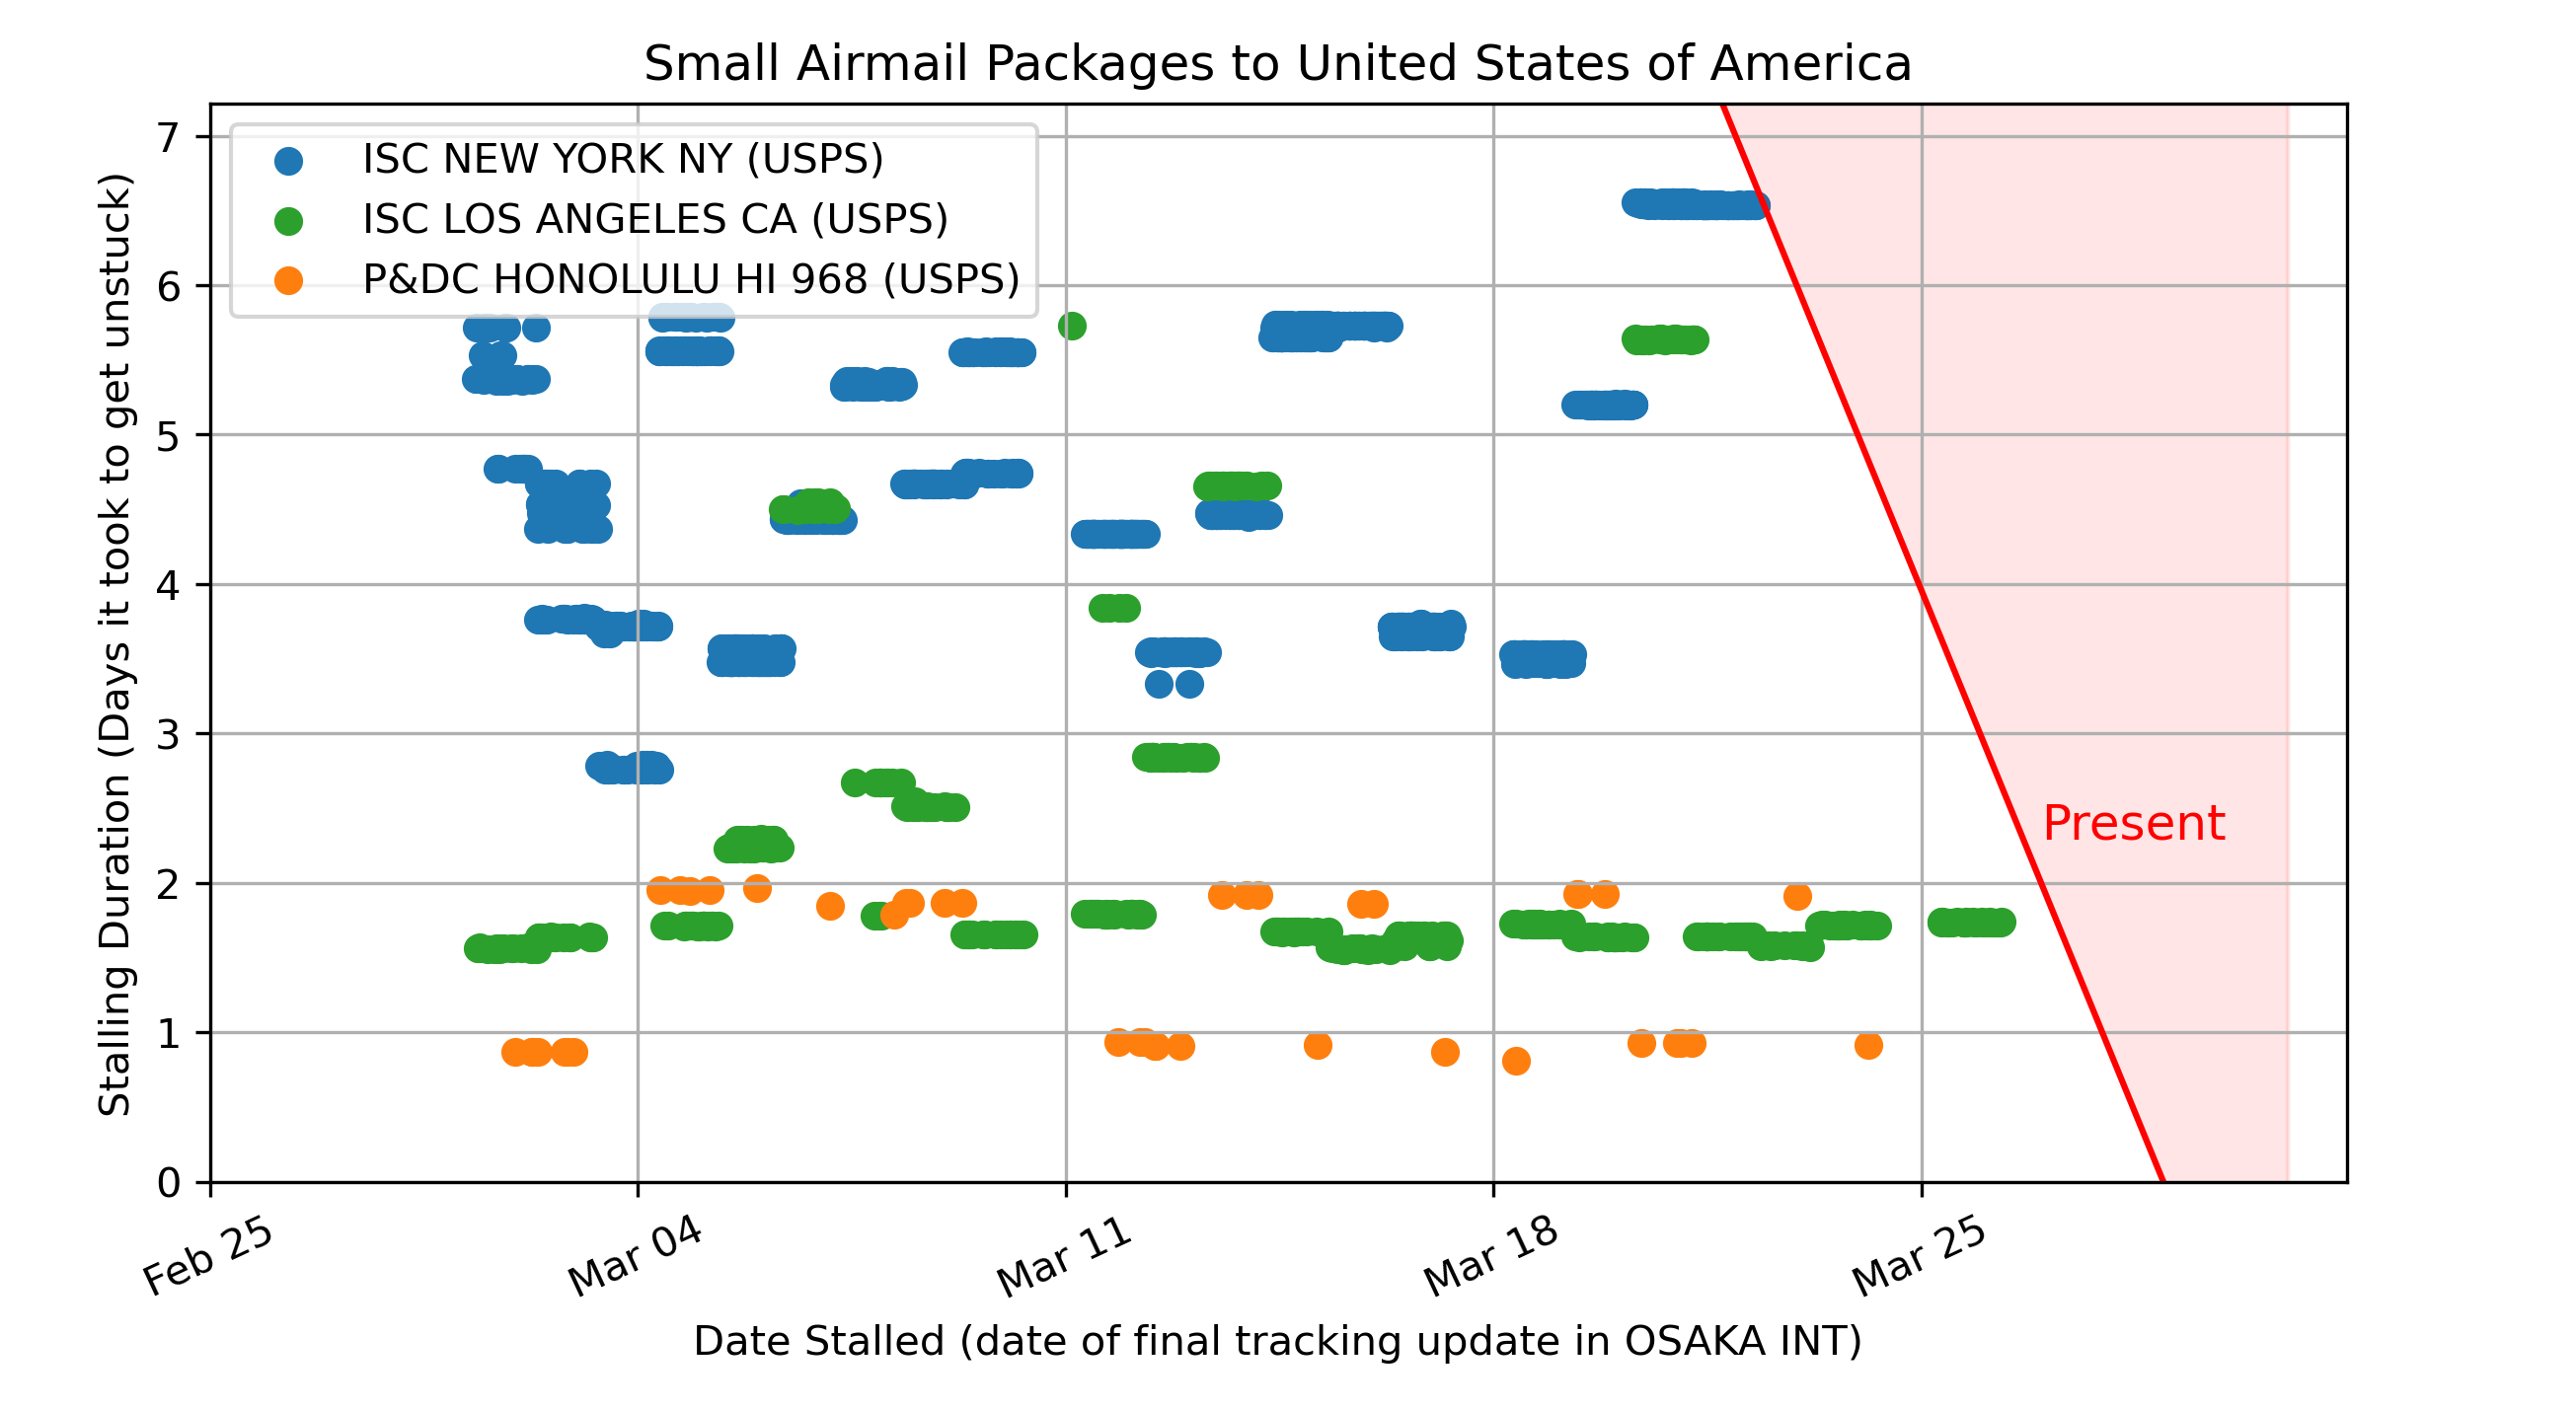 Small Airmail Packages to United States of America
ISC NEW YORK NY (USPS)
ISC LOS ANGELES CA (USPS)
P&DC HONOLULU HI 968 (USPS)
Stalling Duration (Days it took to get unstuck)
7
6
5
4
3
2
1
0
Present
Feb 25
Mar 04
Mar 11
Mar 18
Mar 25
Date Stalled (date of final tracking update in OSAKA INT)